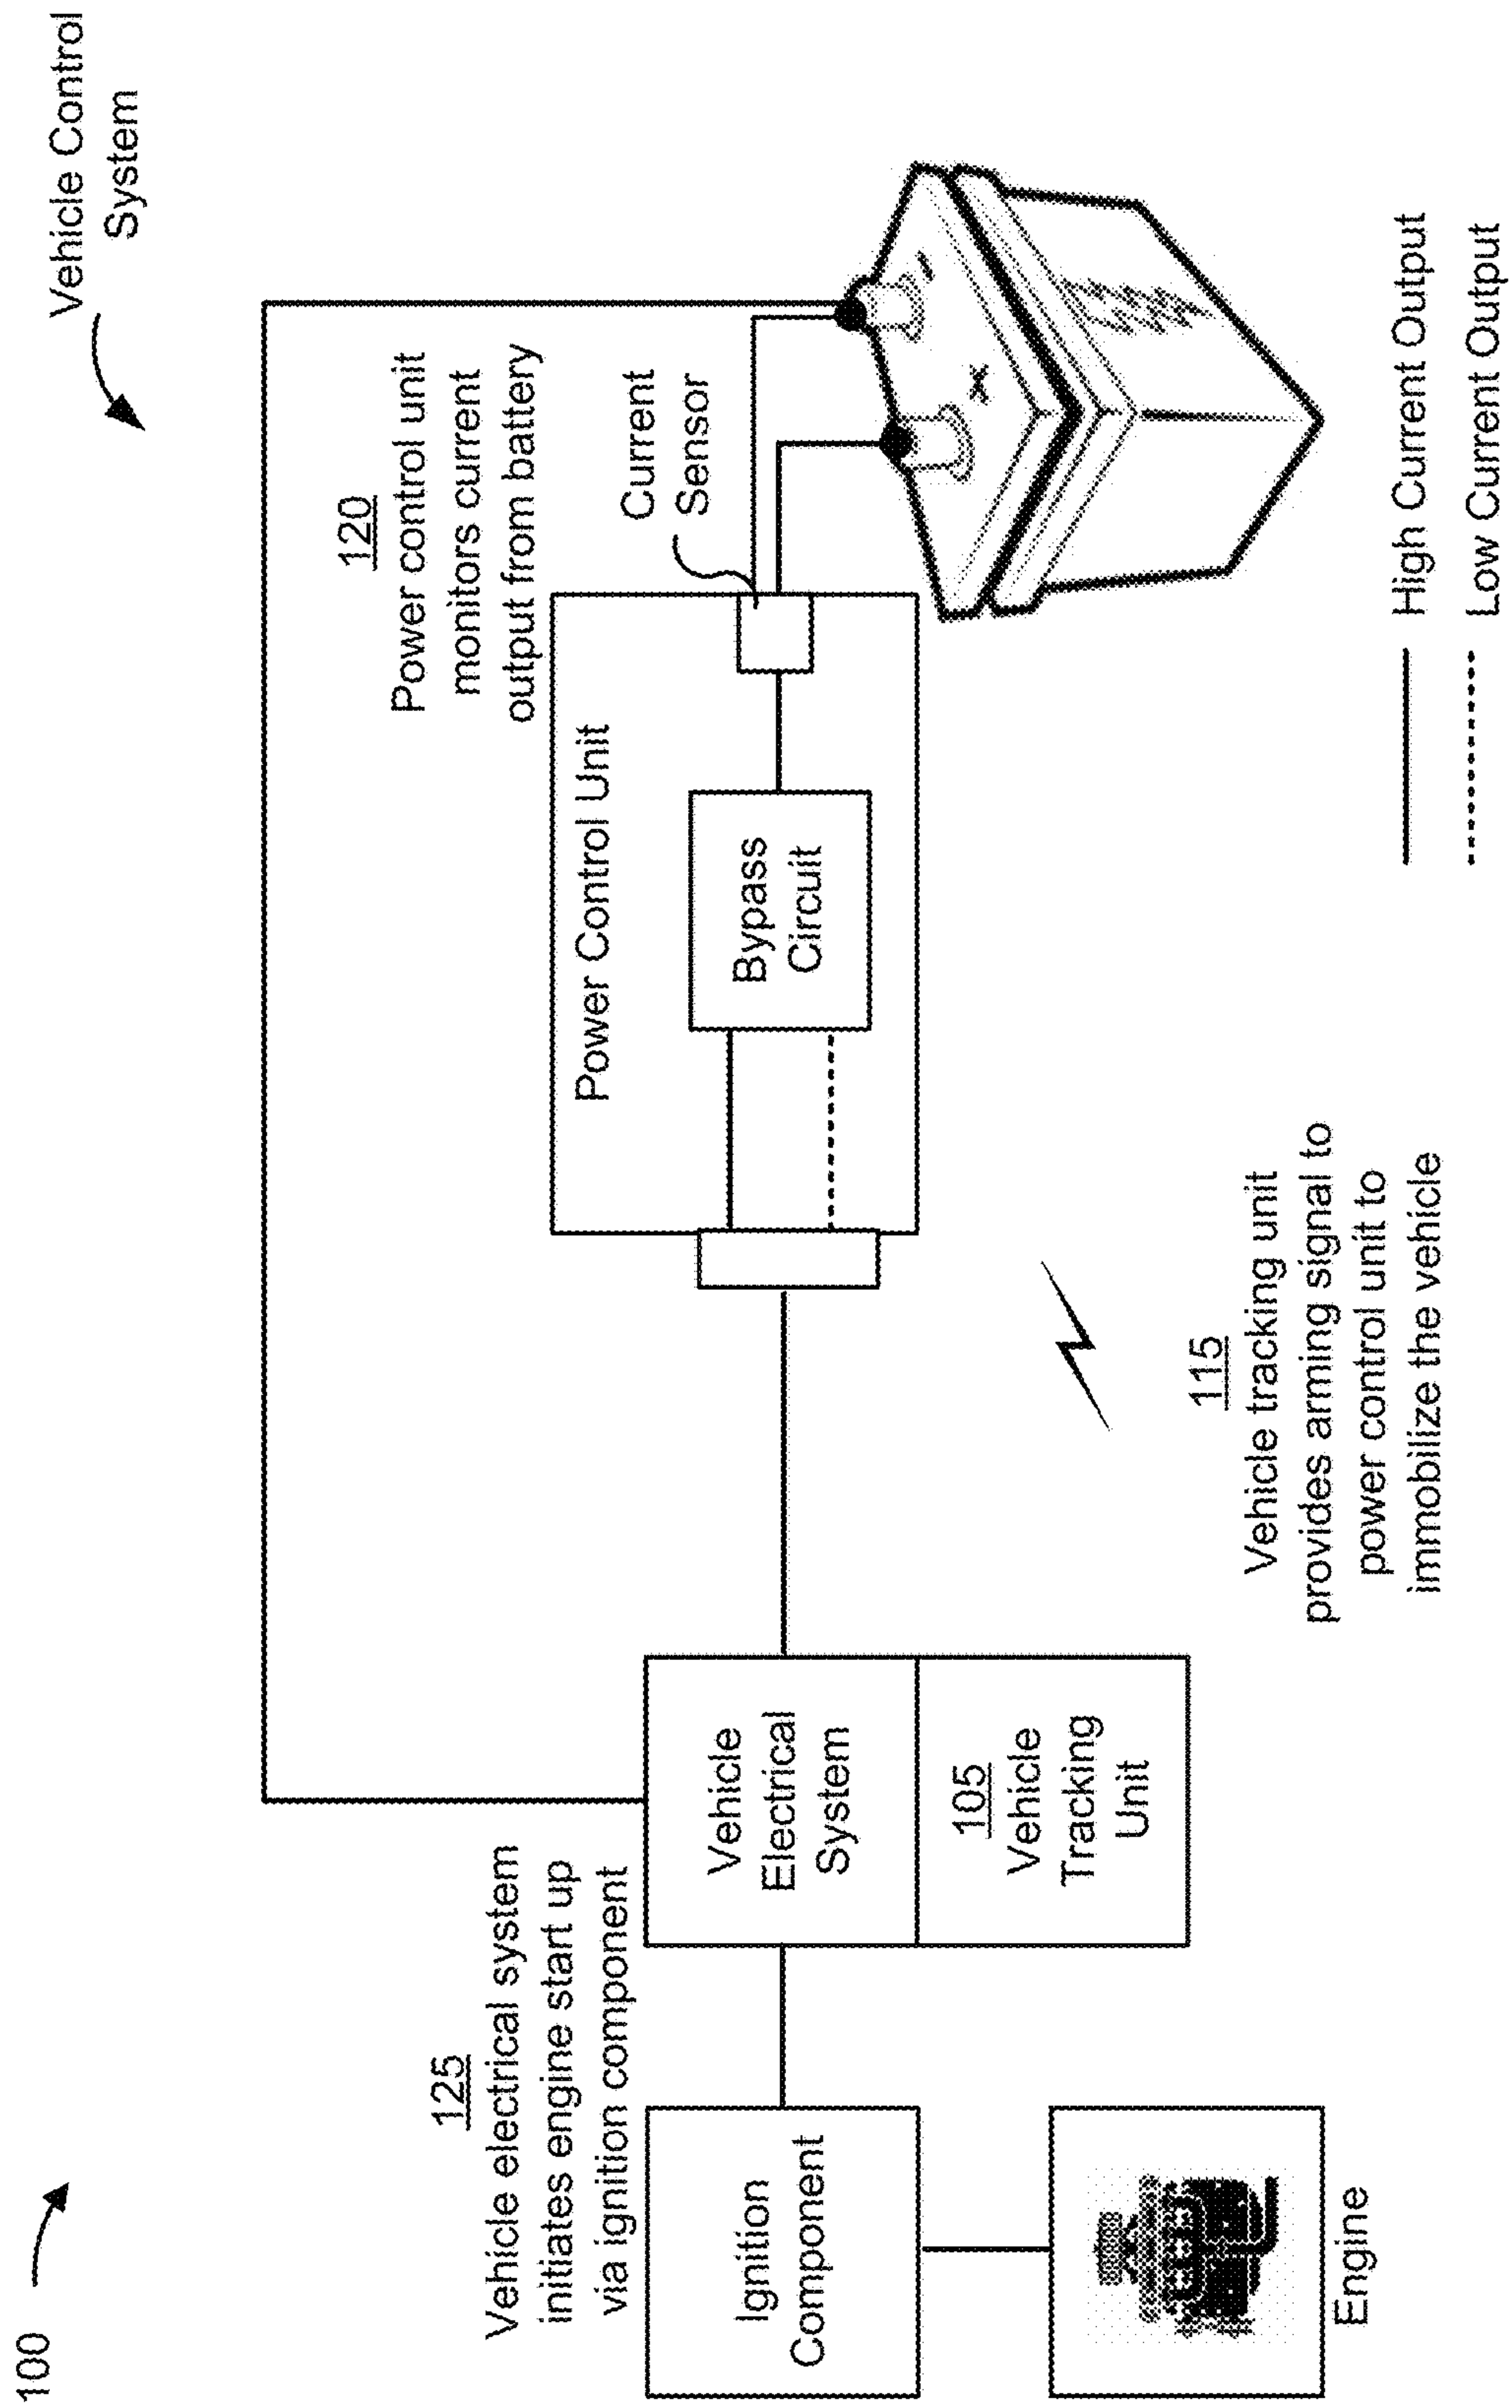 100
Vehicle Control
System
125
Vehicle electrical system
initiates engine start up
via ignition component
120
Power control unit
monitors current
output from battery
Current
Sensor
Power Control Unit
Bypass
Circuit
Ignition
Component
Vehicle
Electrical
System
105
Vehicle
Tracking
Unit
Engine
115
Vehicle tracking unit
provides arming signal to
power control unit to
immobilize the vehicle
High Current Output
Low Current Output